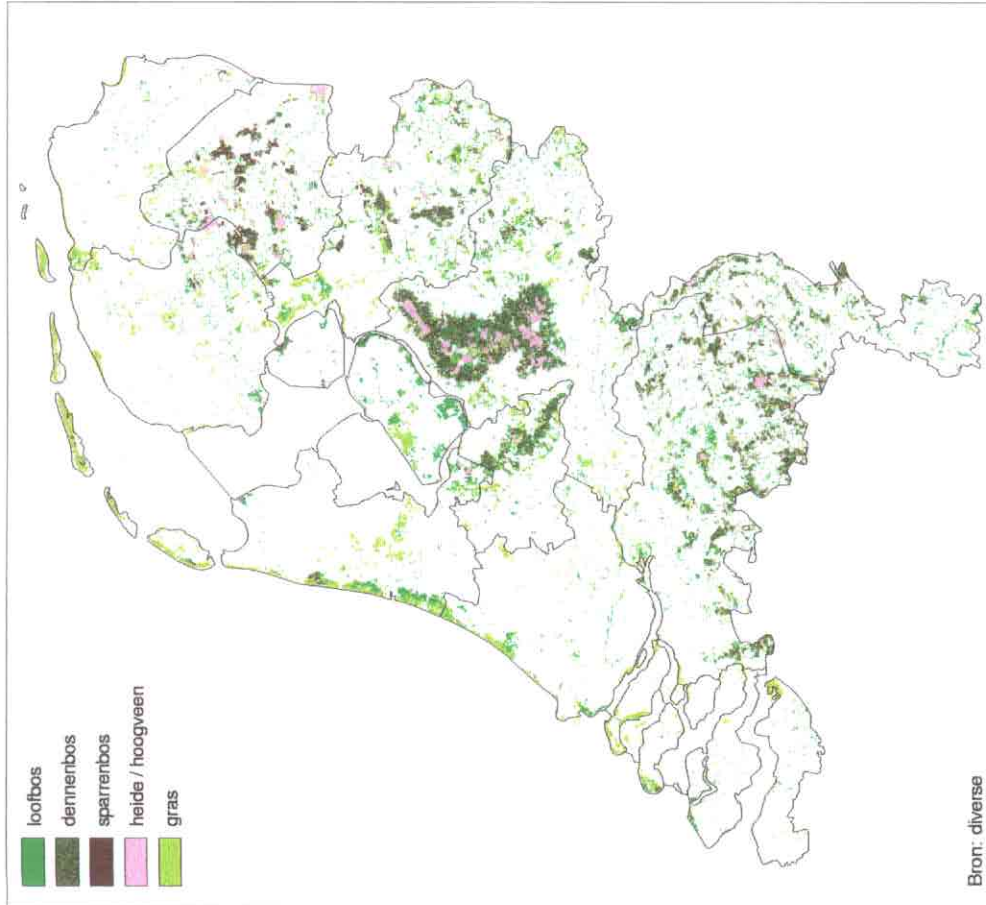 loofbos
dennenbos
sparrenbos
heide / hoogveen
gras
Bron: diverse